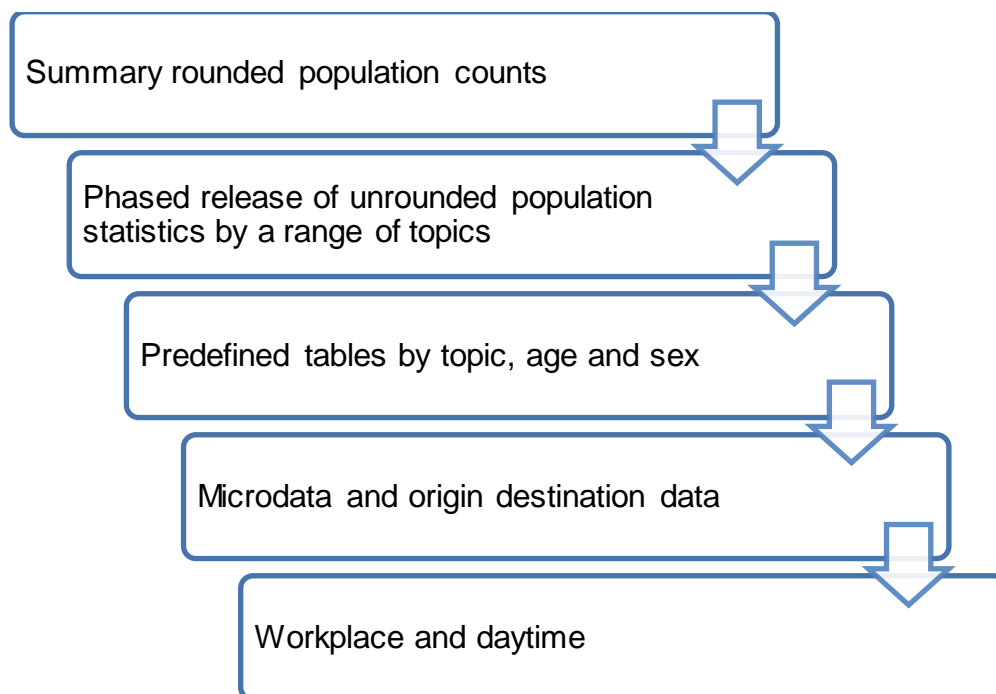 Summary rounded population counts
Phased release of unrounded population
statistics by a range of topics
Predefined tables by topic, age and sex
Microdata and origin destination data
Workplace and daytime